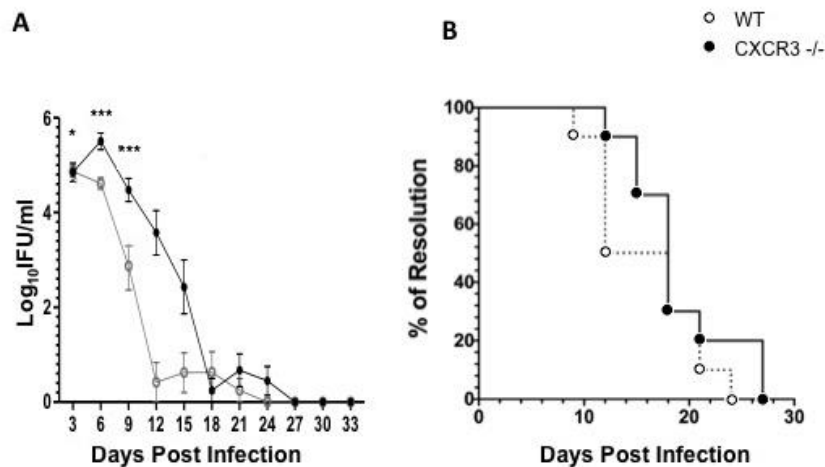 A
B
WT
CXCR3 -/-
* *** ***
6
4
2
0
Log10IFU/ml
3 6 9 12 15 18 21 24 27 30 33
Days Post Infection
100
80
60
40
20
0
% of Resolution
0 10 20 30
Days Post Infection